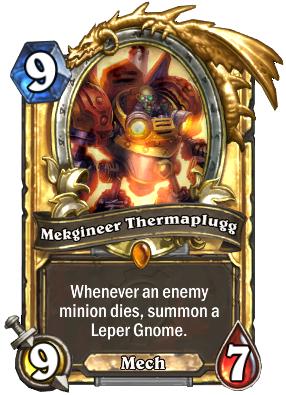 9
Mekgineer Thermaplugg
Whenever an enemy
minion dies, summon a
Leper Gnome.
9
Mech
7